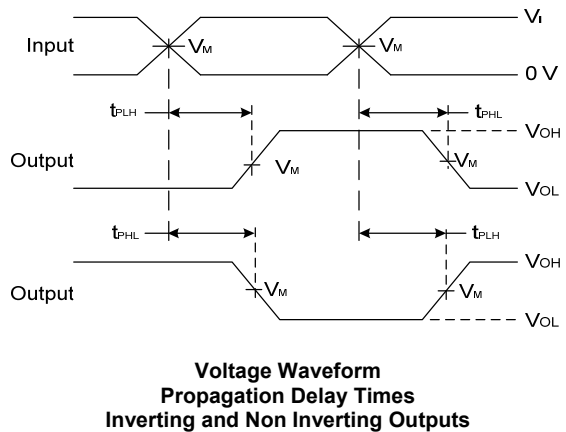 VI
Input VM VM
0 V
tPLH tPHL
VOH
Output VM VM
VOL
tPHL tPLH
VOH
Output VM VM
VOL
Voltage Waveform
Propagation Delay Times
Inverting and Non Inverting Outputs